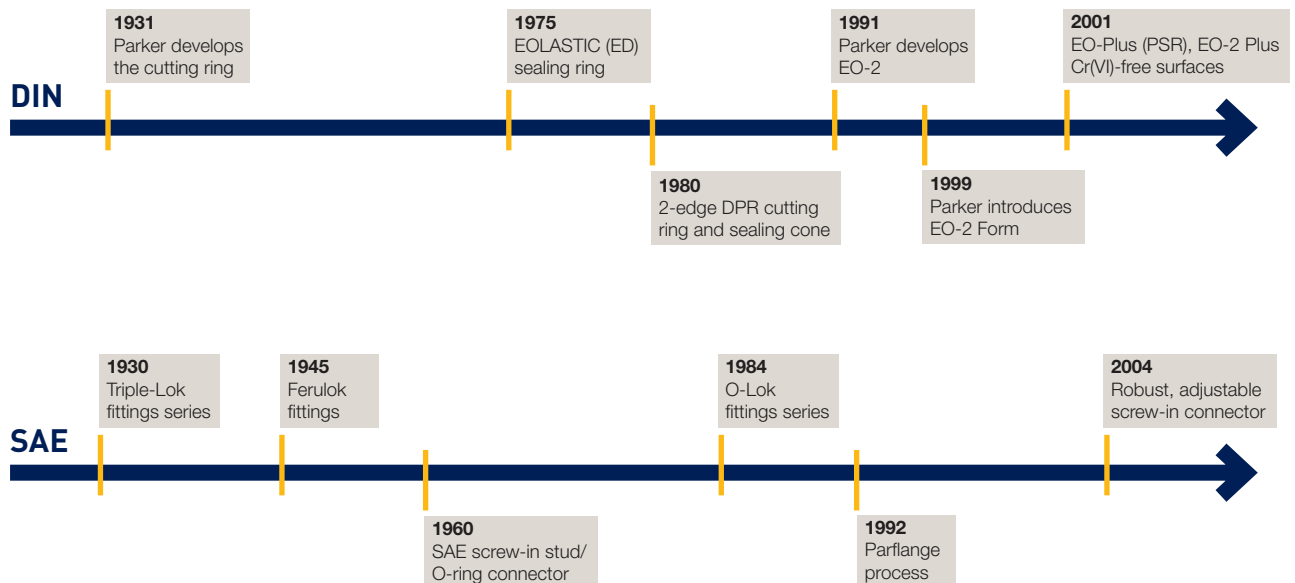 DIN
1931
Parker develops
the cutting ring
1975
EOLASTIC (ED)
sealing ring
1980
2-edge DPR cutting
ring and sealing cone
1991
Parker develops
EO-2
1999
Parker introduces
EO-2 Form
2001
EO-Plus (PSR), EO-2 Plus
Cr(VI)-free surfaces
SAE
1930
Triple-Lok
fittings series
1945
Ferulok
fittings
1960
SAE screw-in stud/
O-ring connector
1984
O-Lok
fittings series
1992
Parflange
process
2004
Robust, adjustable
screw-in connector